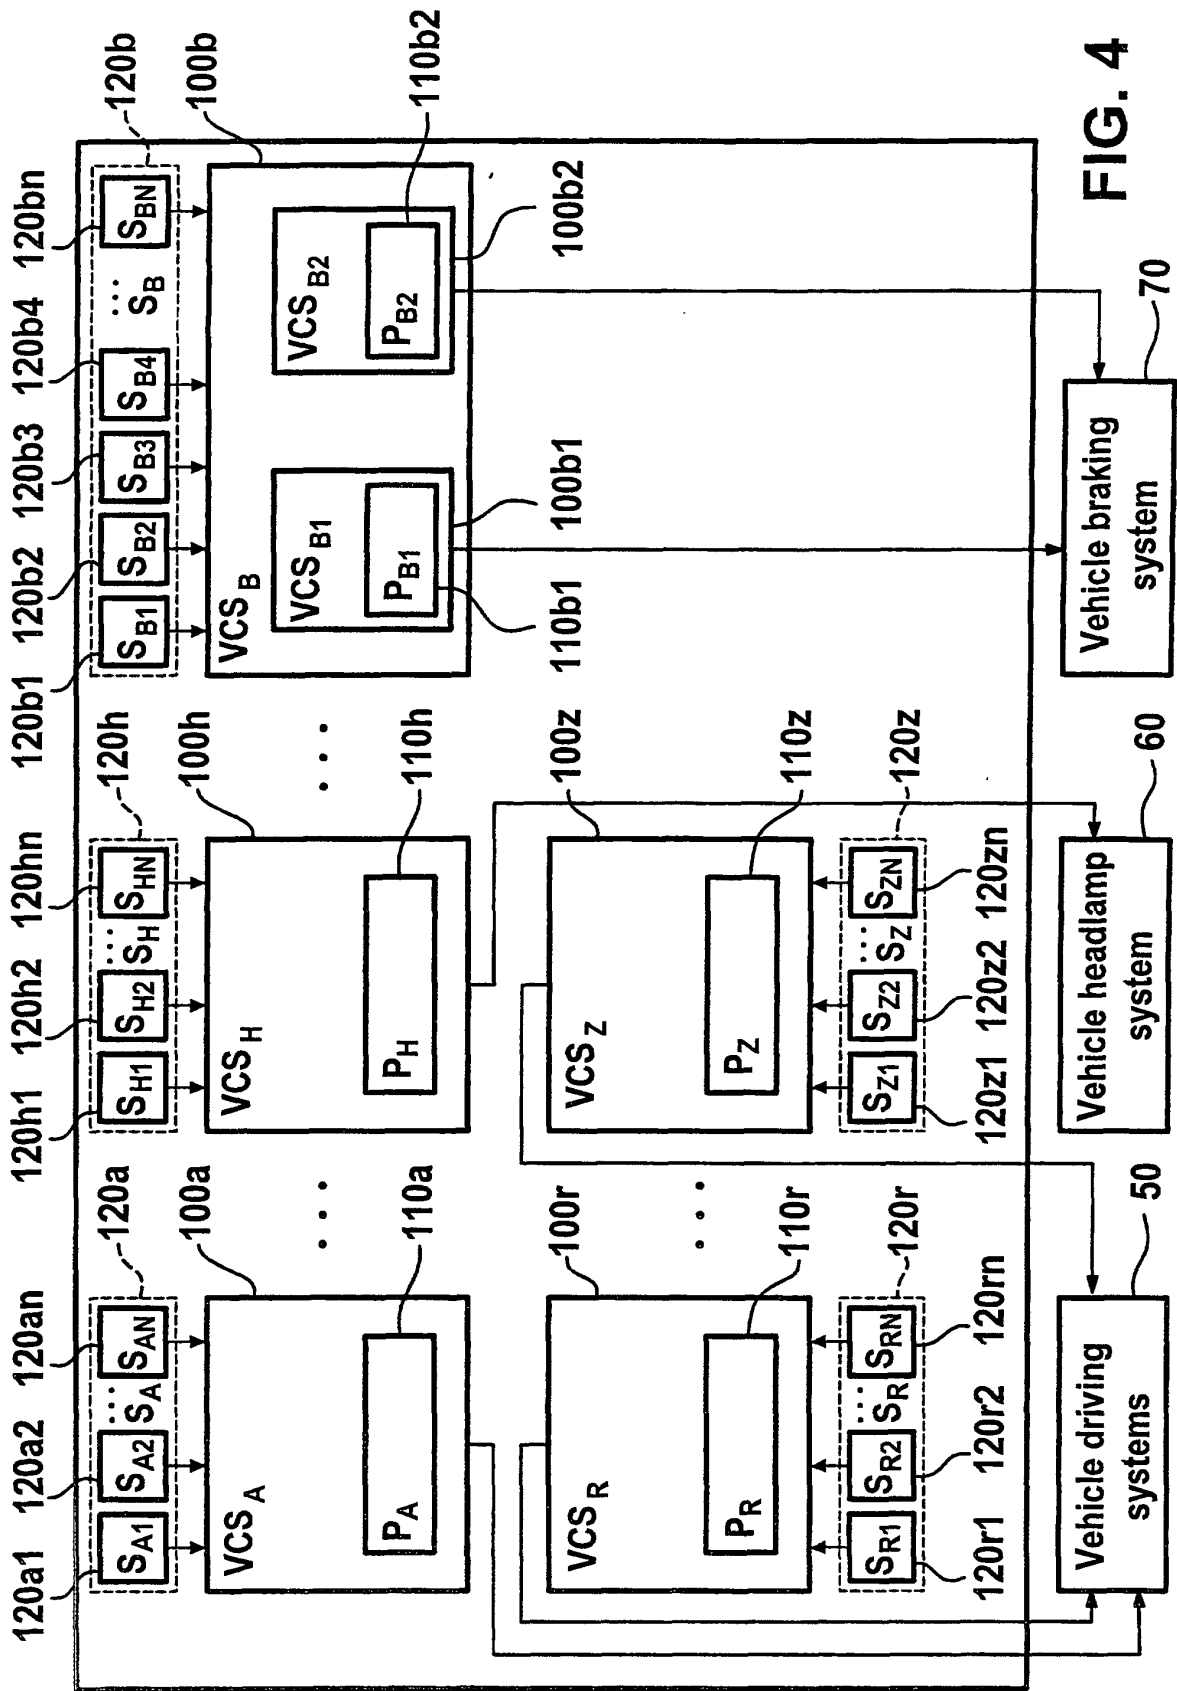 120a1 120a2 120an 120h1 120h2 120hn 120b1 120b2 120b3 120b4 120bn
S_A1 S_A2 ... S_AN S_H1 S_H2 ... S_HN S_B1 S_B2 S_B3 S_B4 ... S_BN
S_A 120a S_H 120h S_B 120b
VCS_A 100a VCS_H 100h VCS_B 100b
... ...
VCS_B1 VCS_B2
P_A 110a P_H 110h P_B1 P_B2 110b2
110b1 100b1 100b2
VCS_R 100r VCS_Z 100z
...
P_R 110r P_Z 110z
S_R1 S_R2 ... S_RN S_Z1 S_Z2 ... S_ZN
S_R 120r S_Z 120z
120r1 120r2 120rn 120z1 120z2 120zn
Vehicle driving
systems
50
Vehicle headlamp
system
60
Vehicle braking
system
70
FIG. 4